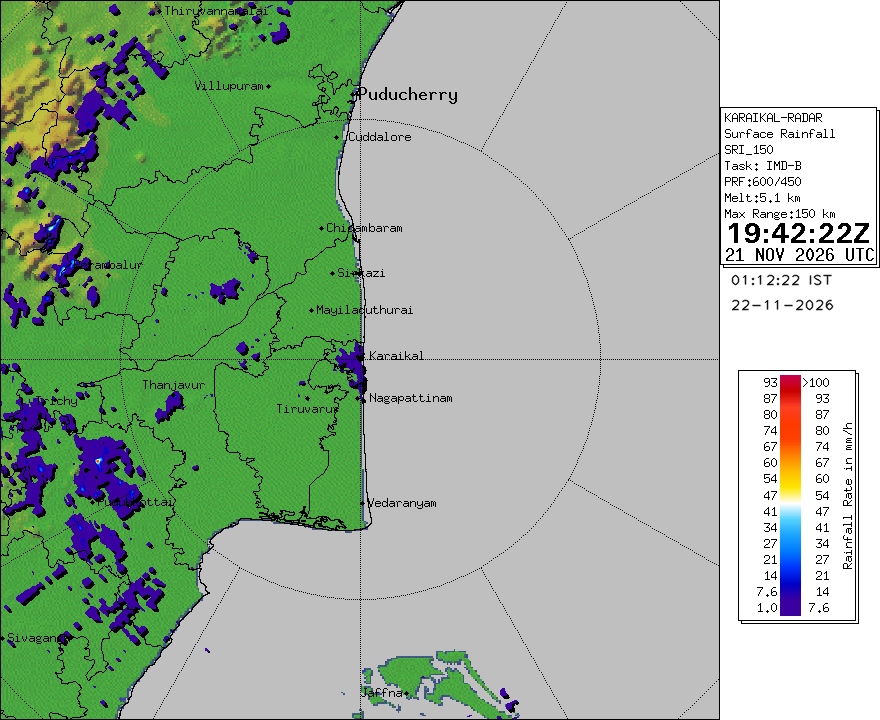 Thiruvannamalai
Villupuram
Puducherry
Cuddalore
Chidambaram
Sirkazi
Mayiladuthurai
Karaikal
Thanjavur
Trichy
Tiruvarur
Nagapattinam
Vedaranyam
Sivaganga
Jaffna
KARAIKAL-RADAR
Surface Rainfall
SRI_150
Task: IMD-B
PRF:600/450
Melt:5.1 km
Max Range:150 km
19:42:22Z
21 NOV 2026 UTC
01:12:22 IST
22-11-2026
93 >100
87 93
80 87
74 80
67 74
60 67
54 60
47 54
41 47
34 41
27 34
21 27
14 21
7.6 14
1.0 7.6
Rainfall Rate in mm/h